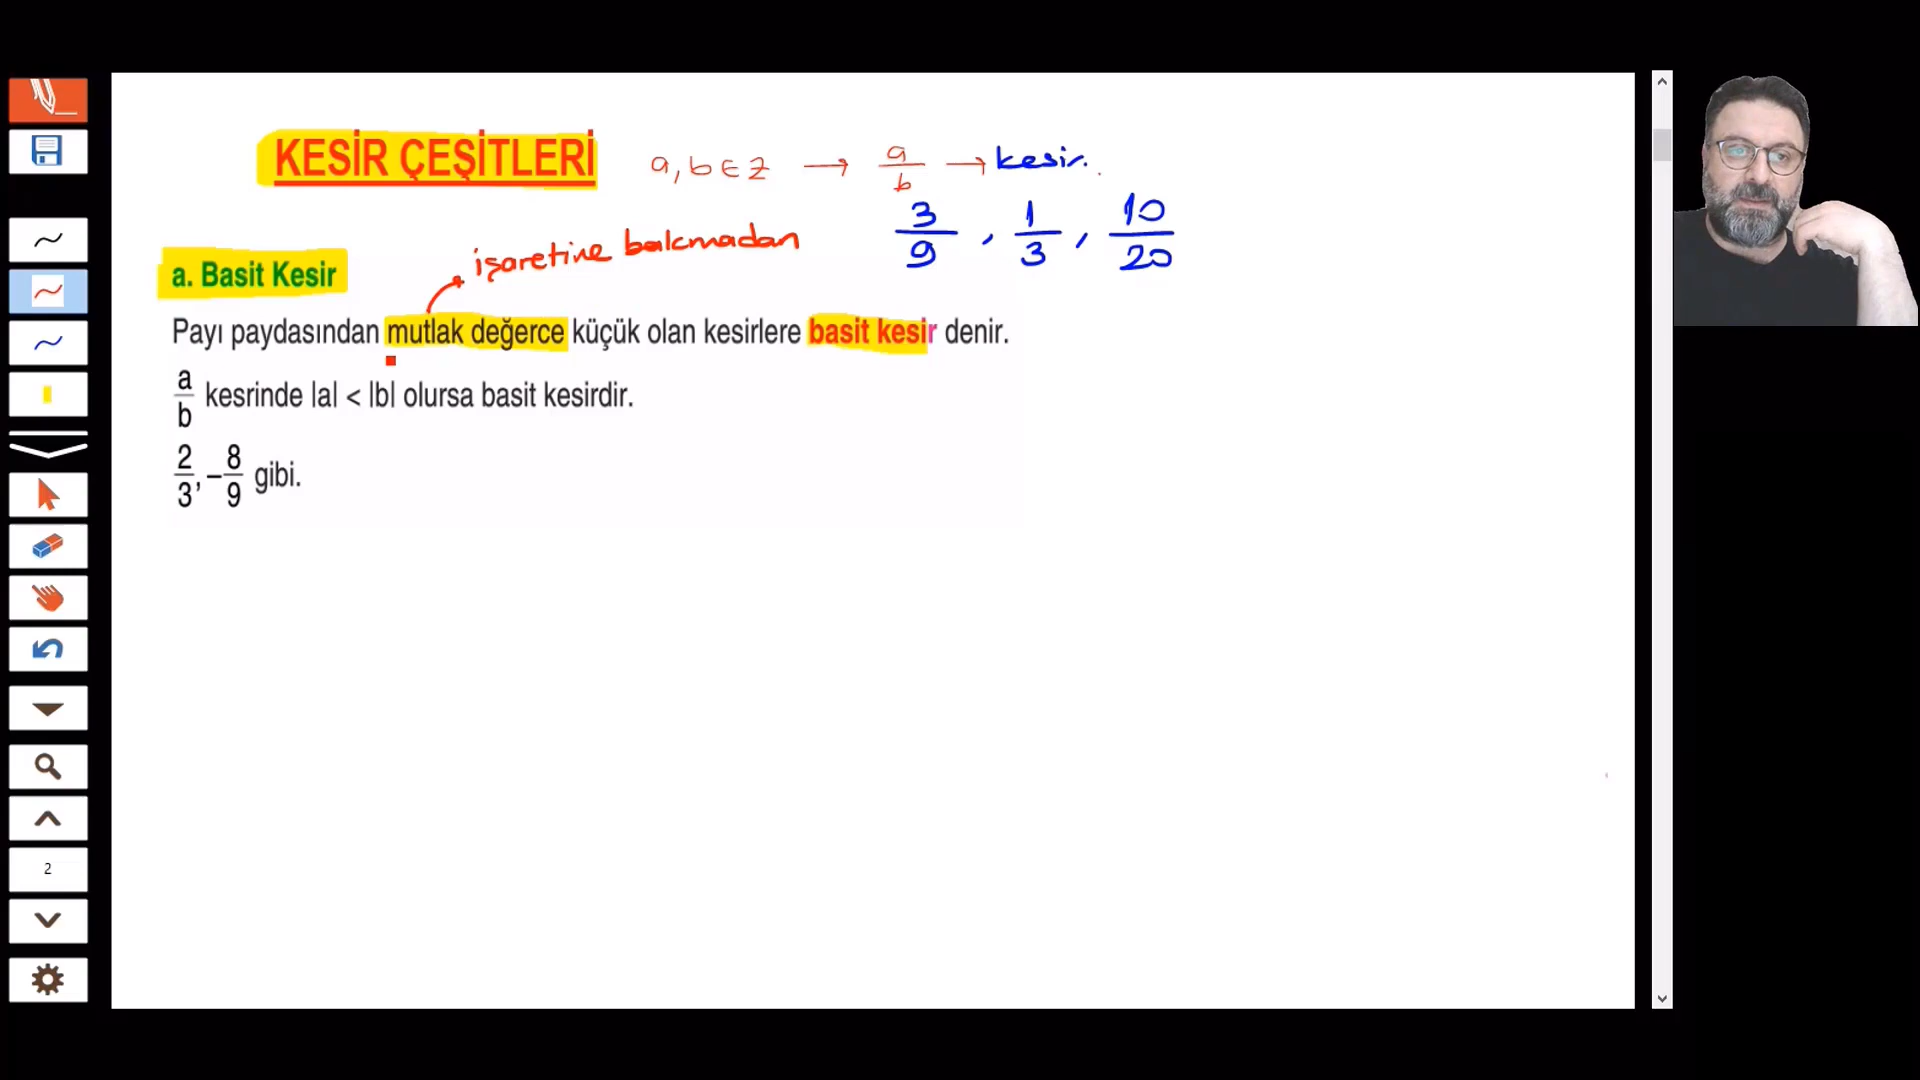 KESİR ÇEŞİTLERİ a, b ∈ Z → a/b → kesir.
3/9 , 1/3 , 10/20
işaretine bakmadan
a. Basit Kesir
Payı paydasından mutlak değerce küçük olan kesirlere basit kesir denir.
a/b kesrinde |a| < |b| olursa basit kesirdir.
2/3, -8/9 gibi.
2